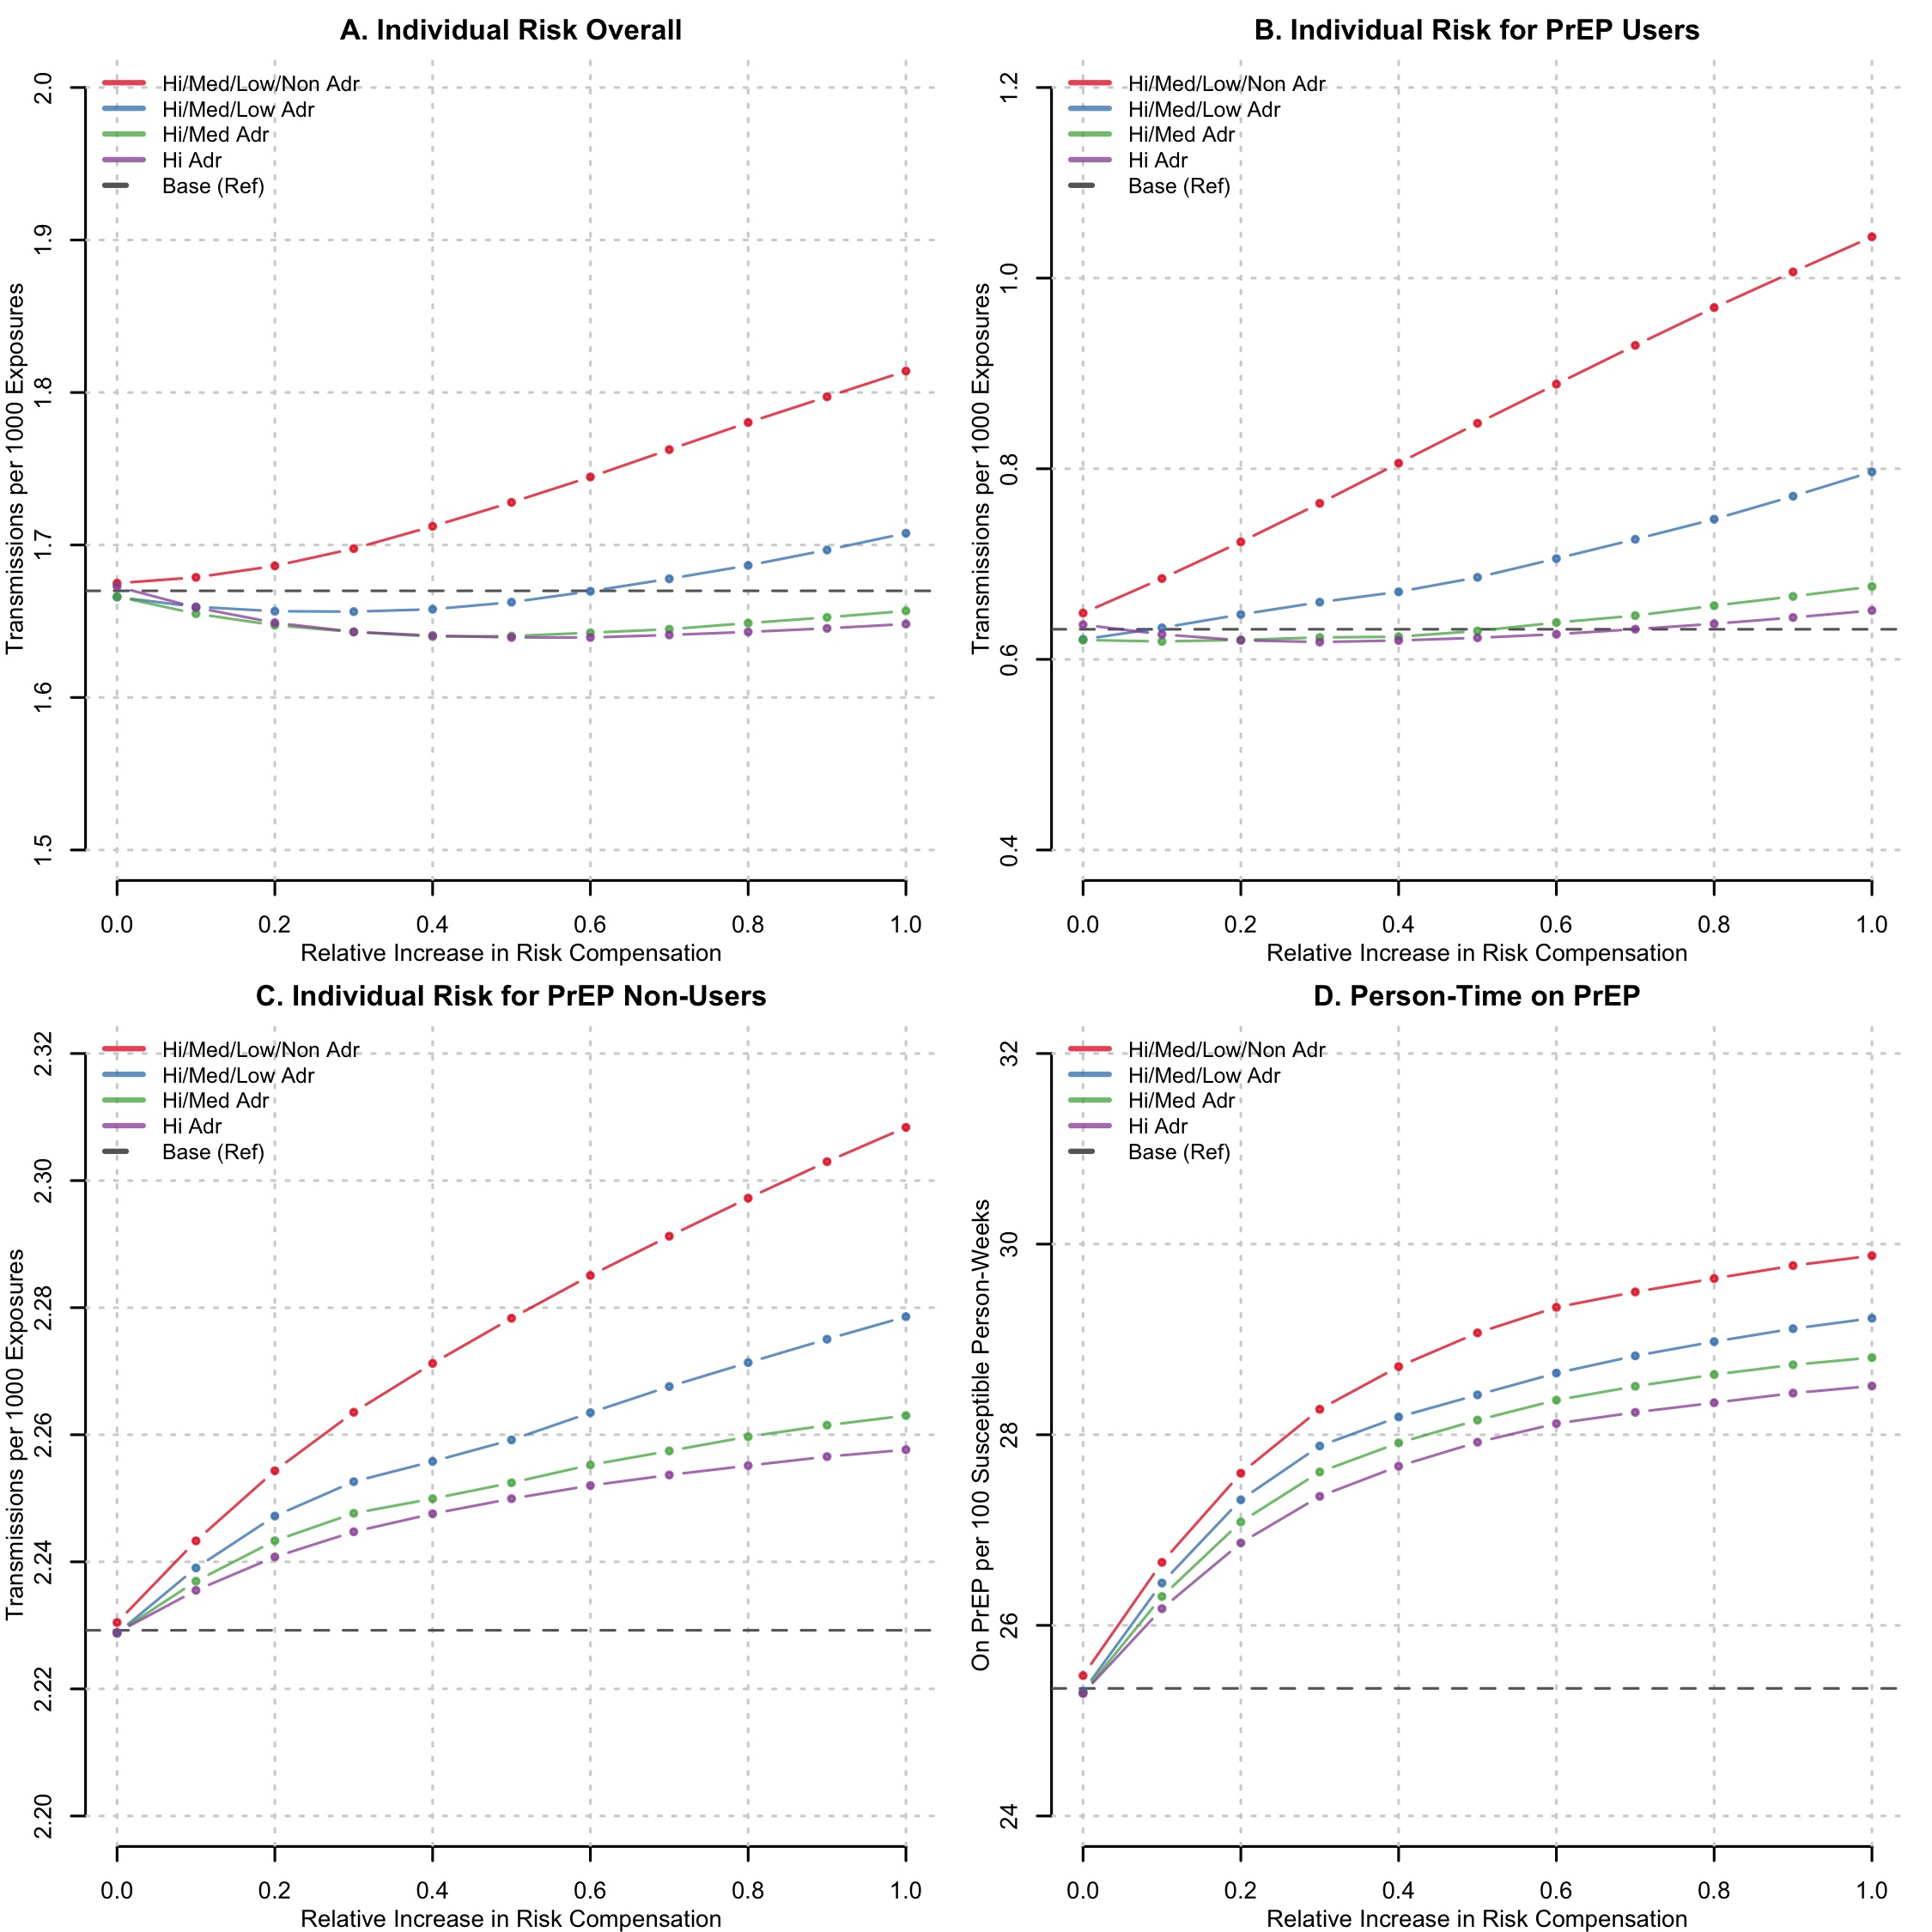 A. Individual Risk Overall
Hi/Med/Low/Non Adr
Hi/Med/Low Adr
Hi/Med Adr
Hi Adr
Base (Ref)
Transmissions per 1000 Exposures
2.0
1.9
1.8
1.7
1.6
1.5
0.0 0.2 0.4 0.6 0.8 1.0
Relative Increase in Risk Compensation
B. Individual Risk for PrEP Users
Hi/Med/Low/Non Adr
Hi/Med/Low Adr
Hi/Med Adr
Hi Adr
Base (Ref)
Transmissions per 1000 Exposures
1.2
1.0
0.8
0.6
0.4
0.0 0.2 0.4 0.6 0.8 1.0
Relative Increase in Risk Compensation
C. Individual Risk for PrEP Non-Users
Hi/Med/Low/Non Adr
Hi/Med/Low Adr
Hi/Med Adr
Hi Adr
Base (Ref)
Transmissions per 1000 Exposures
2.32
2.30
2.28
2.26
2.24
2.22
2.20
0.0 0.2 0.4 0.6 0.8 1.0
Relative Increase in Risk Compensation
D. Person-Time on PrEP
Hi/Med/Low/Non Adr
Hi/Med/Low Adr
Hi/Med Adr
Hi Adr
Base (Ref)
On PrEP per 100 Susceptible Person-Weeks
32
30
28
26
24
0.0 0.2 0.4 0.6 0.8 1.0
Relative Increase in Risk Compensation